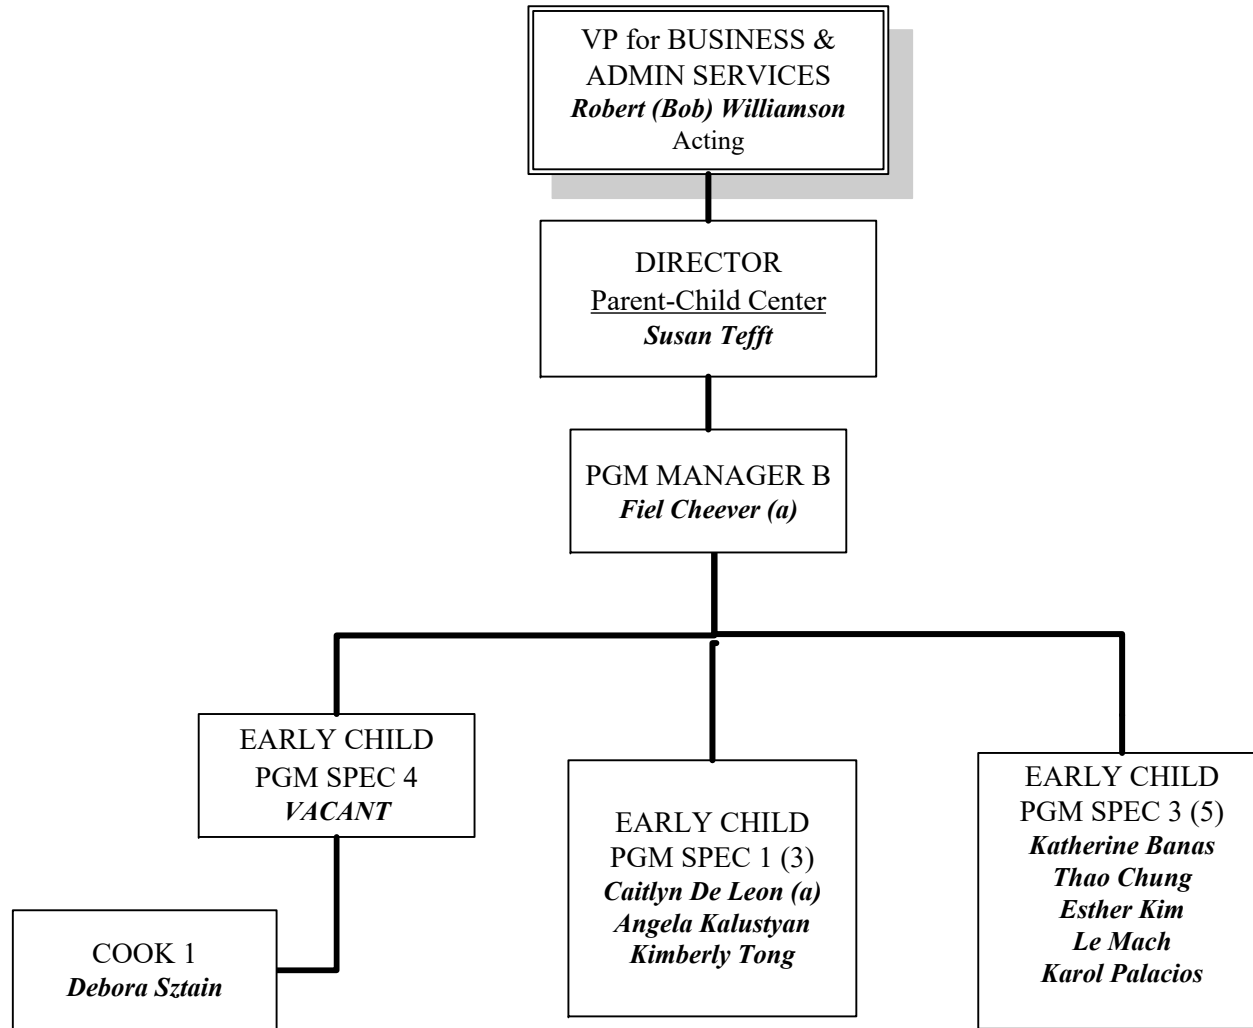 VP for BUSINESS &
ADMIN SERVICES
Robert (Bob) Williamson
Acting
DIRECTOR
Parent-Child Center
Susan Tefft
PGM MANAGER B
Fiel Cheever (a)
EARLY CHILD
PGM SPEC 4
VACANT
COOK 1
Debora Sztain
EARLY CHILD
PGM SPEC 1 (3)
Caitlyn De Leon (a)
Angela Kalustyan
Kimberly Tong
EARLY CHILD
PGM SPEC 3 (5)
Katherine Banas
Thao Chung
Esther Kim
Le Mach
Karol Palacios